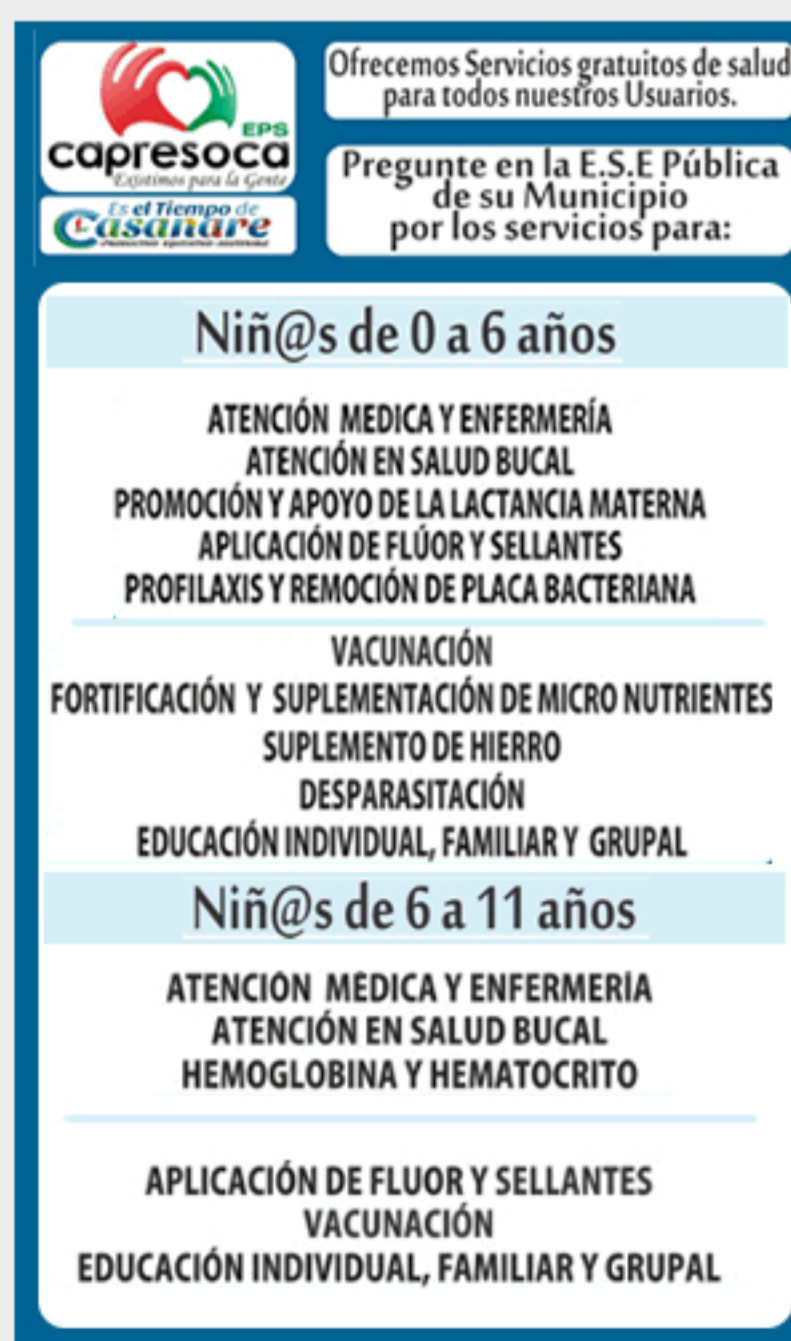 EPS
capresoca
Existimos para la Gente
Es el Tiempo de
Casanare
Ofrecemos Servicios gratuitos de salud
para todos nuestros Usuarios.
Pregunte en la E.S.E Pública
de su Municipio
por los servicios para:
Niñ@s de 0 a 6 años
ATENCIÓN MEDICA Y ENFERMERÍA
ATENCIÓN EN SALUD BUCAL
PROMOCIÓN Y APOYO DE LA LACTANCIA MATERNA
APLICACIÓN DE FLÚOR Y SELLANTES
PROFILAXIS Y REMOCIÓN DE PLACA BACTERIANA
VACUNACIÓN
FORTIFICACIÓN Y SUPLEMENTACIÓN DE MICRO NUTRIENTES
SUPLEMENTO DE HIERRO
DESPARASITACIÓN
EDUCACIÓN INDIVIDUAL, FAMILIAR Y GRUPAL
Niñ@s de 6 a 11 años
ATENCIÓN MÉDICA Y ENFERMERÍA
ATENCIÓN EN SALUD BUCAL
HEMOGLOBINA Y HEMATOCRITO
APLICACIÓN DE FLUOR Y SELLANTES
VACUNACIÓN
EDUCACIÓN INDIVIDUAL, FAMILIAR Y GRUPAL